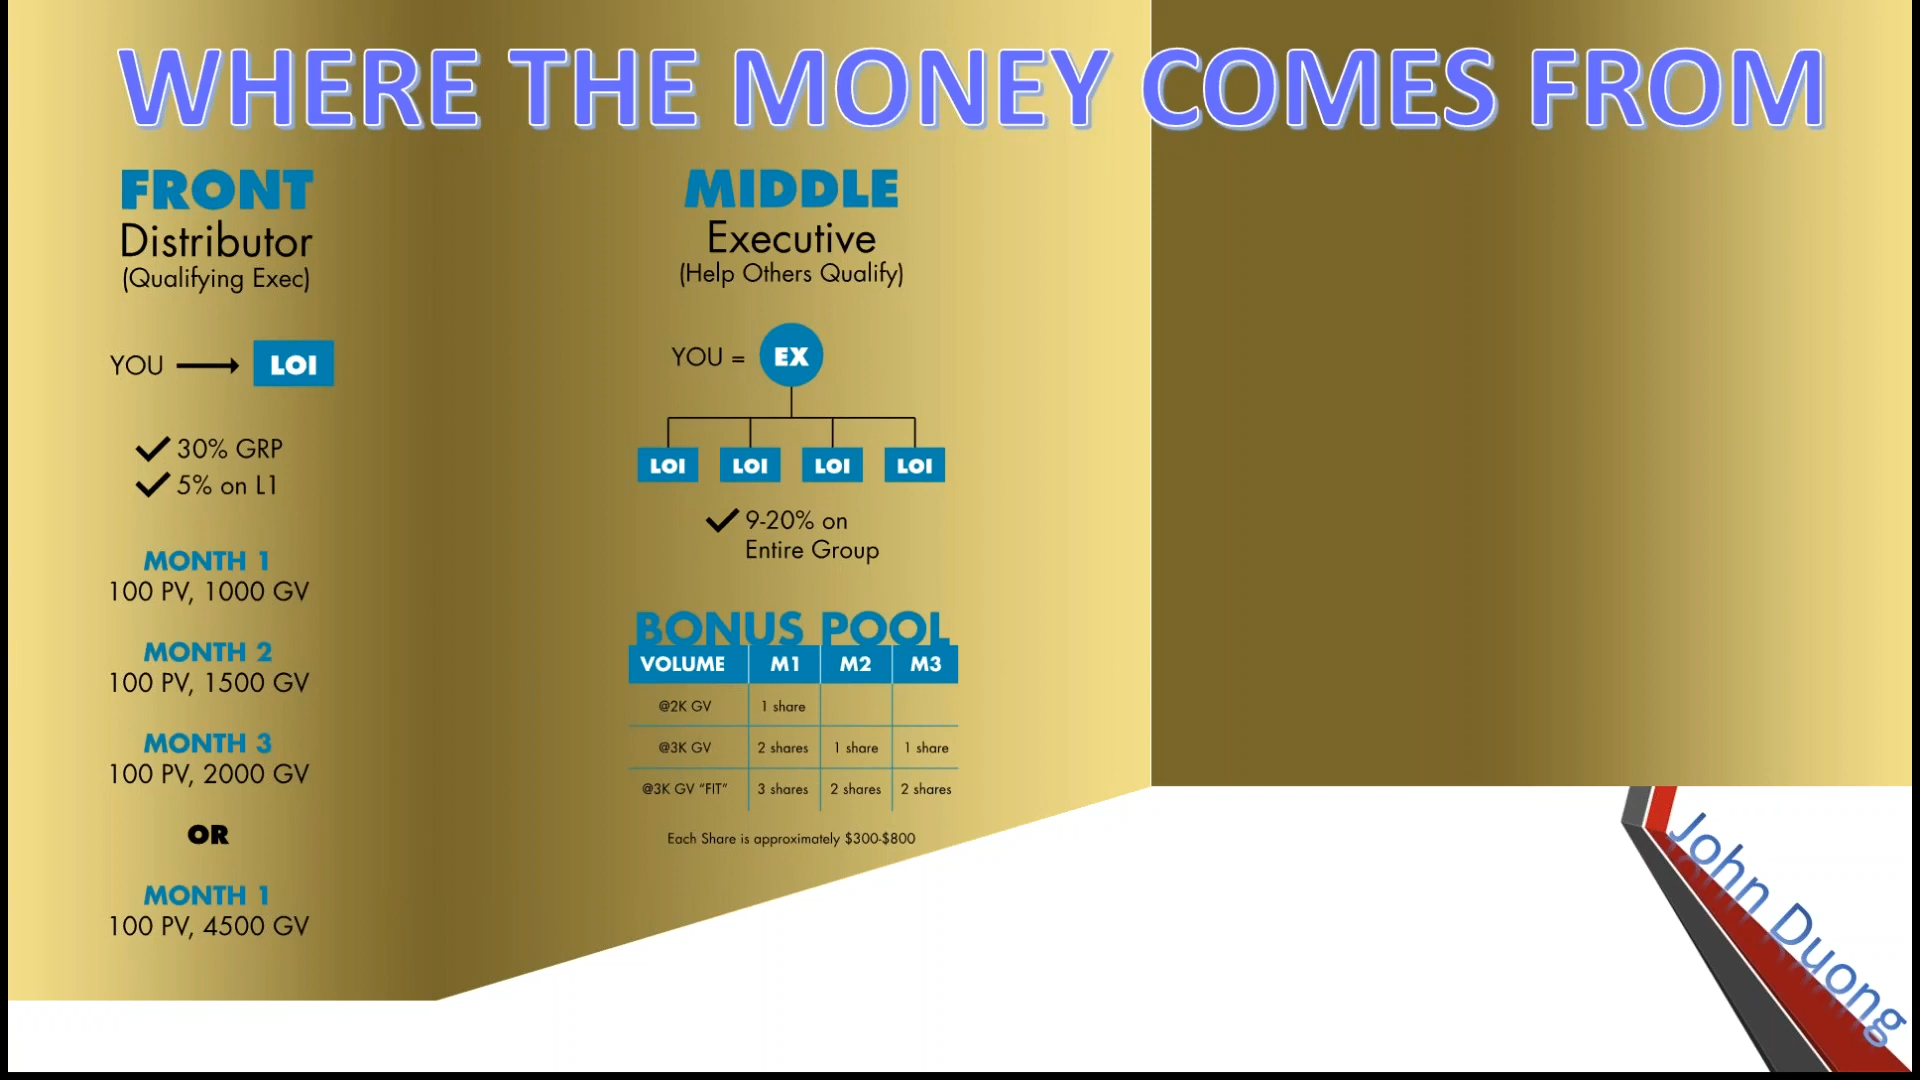 WHERE THE MONEY COMES FROM
FRONT
Distributor
(Qualifying Exec)
YOU LOI
✓ 30% GRP
✓ 5% on L1
MONTH 1
100 PV, 1000 GV
MONTH 2
100 PV, 1500 GV
MONTH 3
100 PV, 2000 GV
OR
MONTH 1
100 PV, 4500 GV
MIDDLE
Executive
(Help Others Qualify)
YOU = EX
LOI LOI LOI LOI
✓ 9-20% on
Entire Group
BONUS POOL
VOLUME M1 M2 M3
@2K GV 1 share
@3K GV 2 shares 1 share 1 share
@3K GV "FIT" 3 shares 2 shares 2 shares
Each Share is approximately $300-$800
John Duong